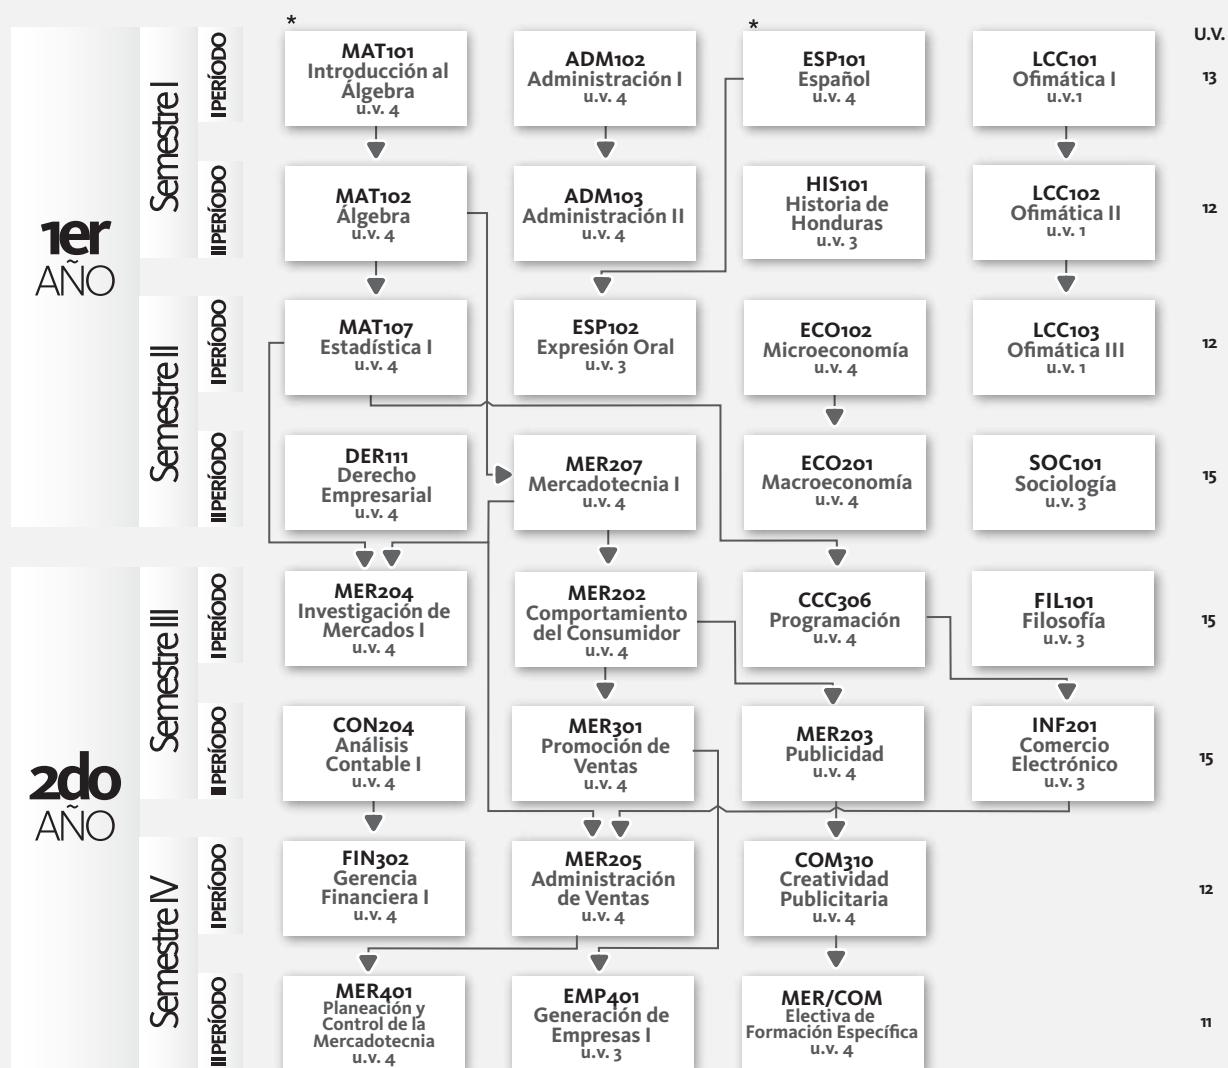 *
*
U.V.
1er
AÑO
Semestre I
I PERÍODO
MAT101
Introducción al
Álgebra
u.v. 4
ADM102
Administración I
u.v. 4
ESP101
Español
u.v. 4
LCC101
Ofimática I
u.v.1
13
II PERÍODO
MAT102
Álgebra
u.v. 4
ADM103
Administración II
u.v. 4
HIS101
Historia de
Honduras
u.v. 3
LCC102
Ofimática II
u.v. 1
12
Semestre II
I PERÍODO
MAT107
Estadística I
u.v. 4
ESP102
Expresión Oral
u.v. 3
ECO102
Microeconomía
u.v. 4
LCC103
Ofimática III
u.v. 1
12
II PERÍODO
DER111
Derecho
Empresarial
u.v. 4
MER207
Mercadotecnia I
u.v. 4
ECO201
Macroeconomía
u.v. 4
SOC101
Sociología
u.v. 3
15
2do
AÑO
Semestre III
I PERÍODO
MER204
Investigación de
Mercados I
u.v. 4
MER202
Comportamiento
del Consumidor
u.v. 4
CCC306
Programación
u.v. 4
FIL101
Filosofía
u.v. 3
15
II PERÍODO
CON204
Análisis
Contable I
u.v. 4
MER301
Promoción de
Ventas
u.v. 4
MER203
Publicidad
u.v. 4
INF201
Comercio
Electrónico
u.v. 3
15
Semestre IV
I PERÍODO
FIN302
Gerencia
Financiera I
u.v. 4
MER205
Administración
de Ventas
u.v. 4
COM310
Creatividad
Publicitaria
u.v. 4
12
II PERÍODO
MER401
Planeación y
Control de la
Mercadotecnia
u.v. 4
EMP401
Generación de
Empresas I
u.v. 3
MER/COM
Electiva de
Formación Específica
u.v. 4
11